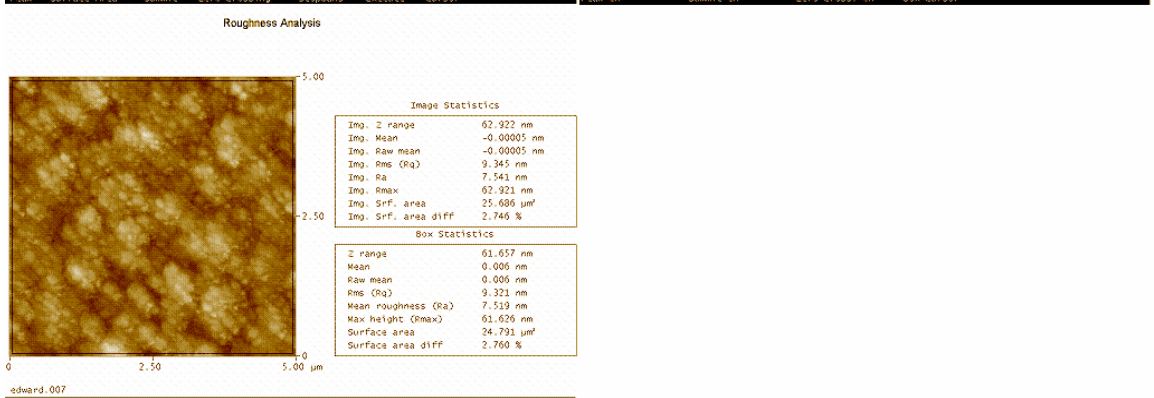 Roughness Analysis
5.00
2.50
0
0
2.50
5.00 µm
Image Statistics
Img. Z range 62.922 nm
Img. Mean -0.00005 nm
Img. Raw mean -0.00005 nm
Img. Rms (Rq) 9.345 nm
Img. Ra 7.541 nm
Img. Rmax 62.921 nm
Img. Srf. area 25.686 µm²
Img. Srf. area diff 2.746 %
Box Statistics
Z range 61.657 nm
Mean 0.006 nm
Raw mean 0.006 nm
Rms (Rq) 9.321 nm
Mean roughness (Ra) 7.519 nm
Max height (Rmax) 61.626 nm
Surface area 24.791 µm²
Surface area diff 2.760 %
edward.007